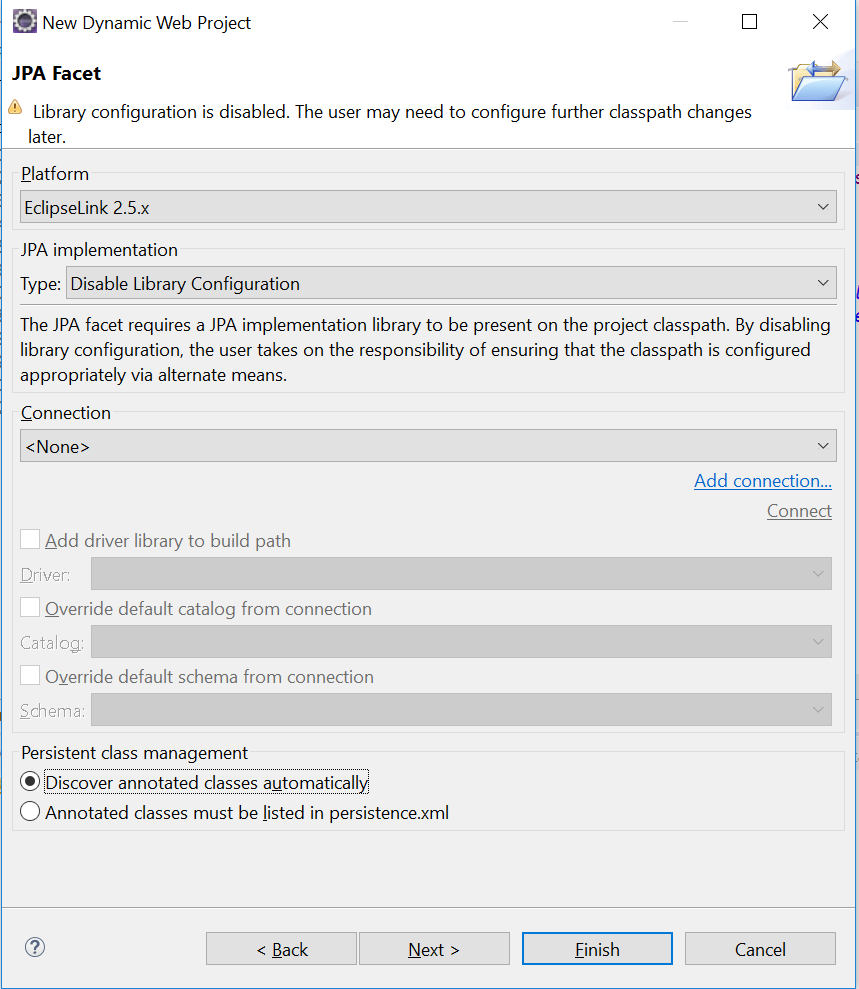 New Dynamic Web Project
JPA Facet
Library configuration is disabled. The user may need to configure further classpath changes
later.
Platform
EclipseLink 2.5.x
JPA implementation
Type: Disable Library Configuration
The JPA facet requires a JPA implementation library to be present on the project classpath. By disabling
library configuration, the user takes on the responsibility of ensuring that the classpath is configured
appropriately via alternate means.
Connection
<None>
Add connection...
Connect
Add driver library to build path
Driver:
Override default catalog from connection
Catalog:
Override default schema from connection
Schema:
Persistent class management
Discover annotated classes automatically
Annotated classes must be listed in persistence.xml
? < Back Next > Finish Cancel